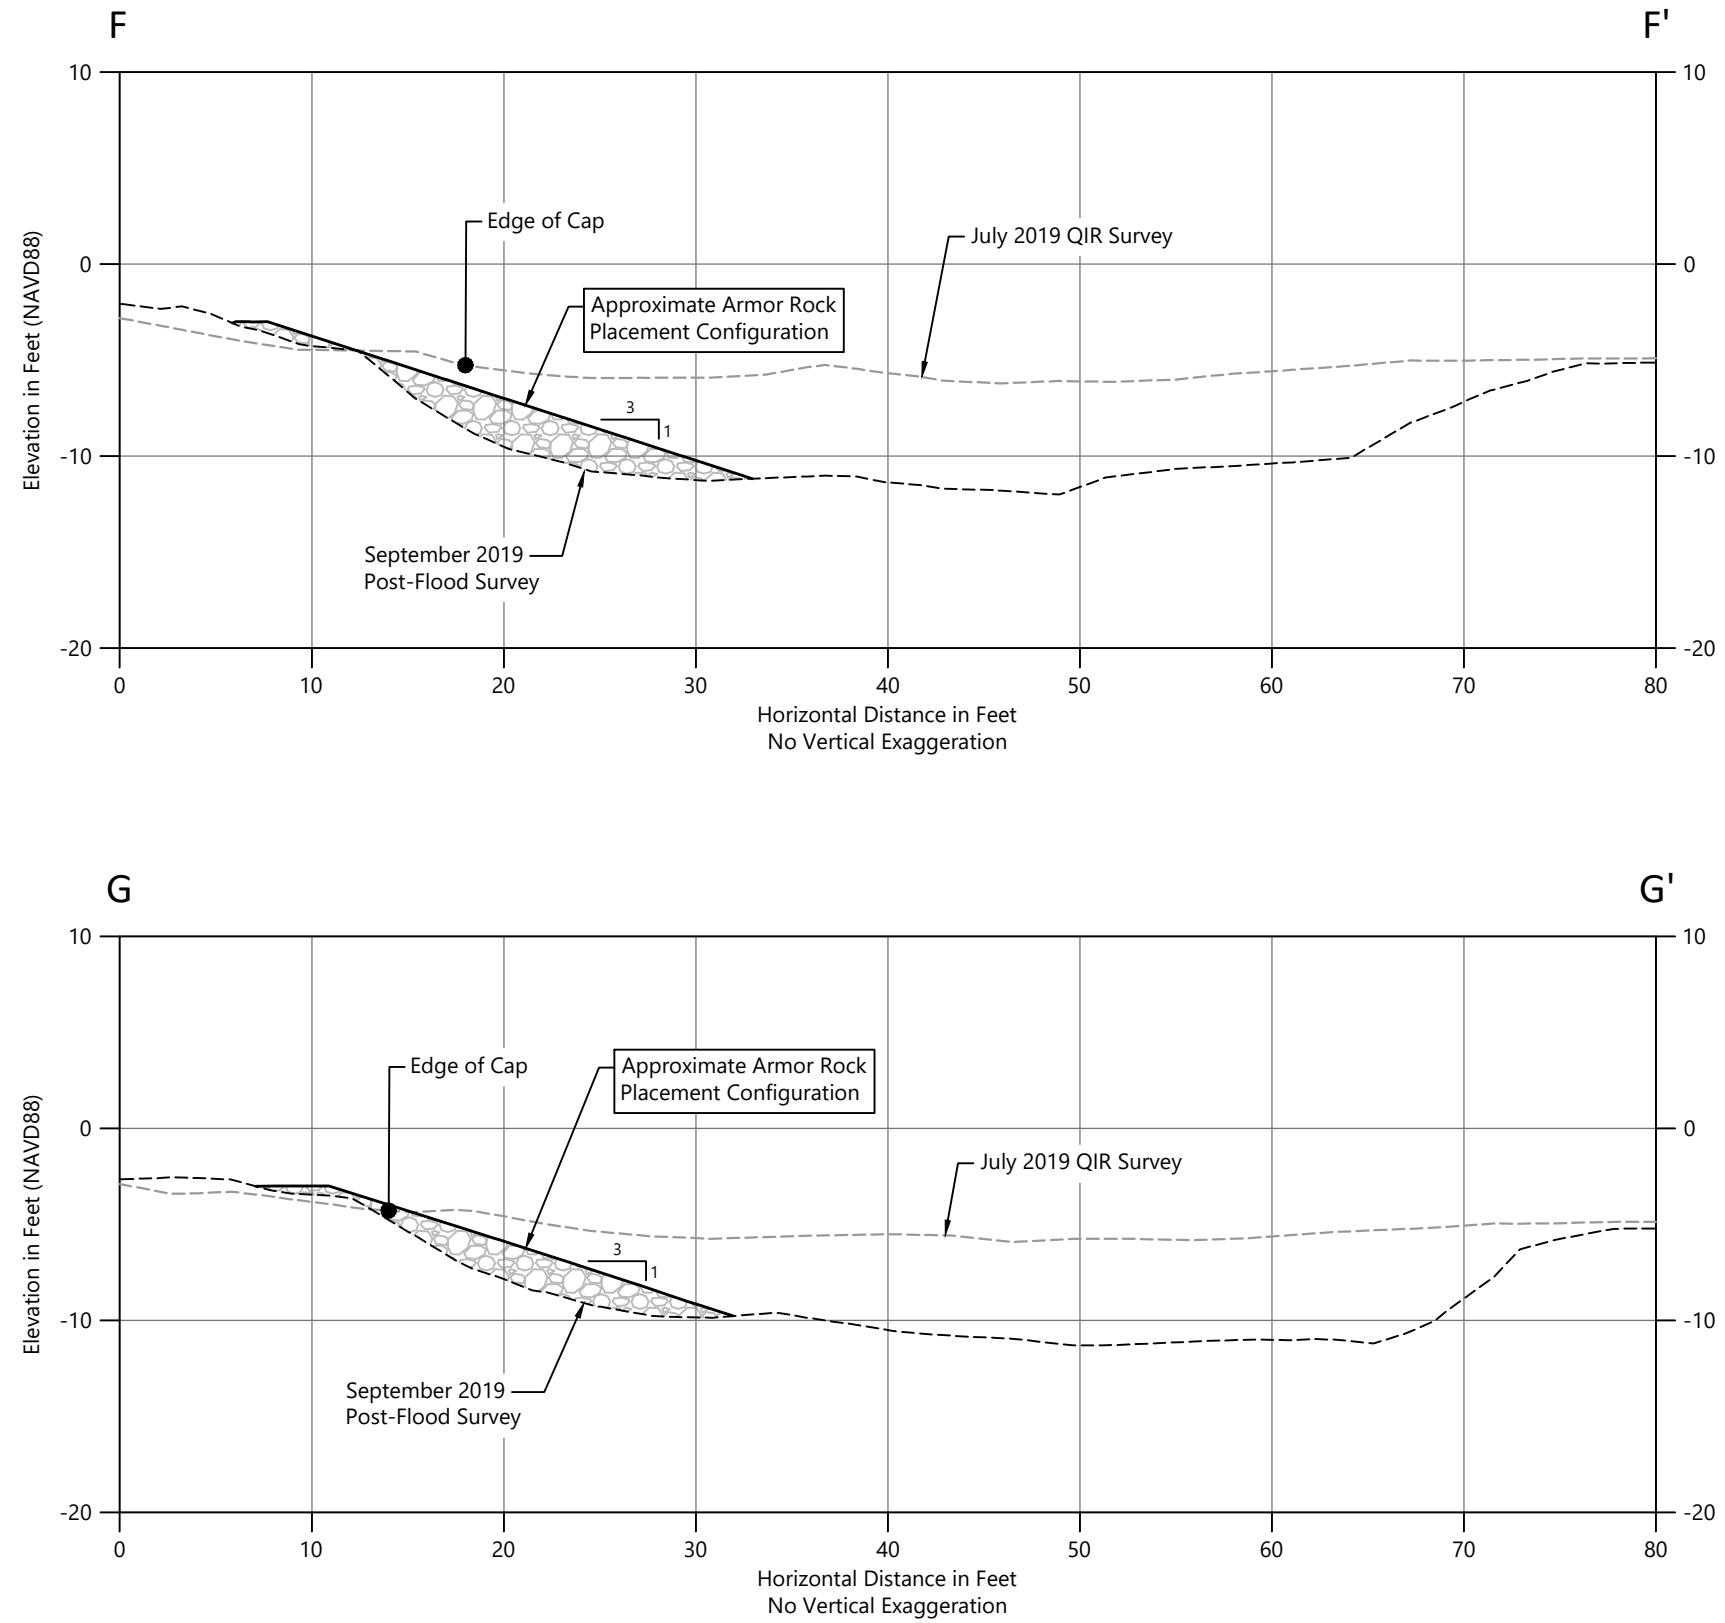 F
F'
10
10
Edge of Cap
July 2019 QIR Survey
0
0
Approximate Armor Rock
Placement Configuration
3
1
Elevation in Feet (NAVD88)
-10
-10
September 2019
Post-Flood Survey
-20
-20
0 10 20 30 40 50 60 70 80
Horizontal Distance in Feet
No Vertical Exaggeration
G
G'
10
10
Edge of Cap
Approximate Armor Rock
Placement Configuration
0
0
July 2019 QIR Survey
3
1
Elevation in Feet (NAVD88)
-10
-10
September 2019
Post-Flood Survey
-20
-20
0 10 20 30 40 50 60 70 80
Horizontal Distance in Feet
No Vertical Exaggeration